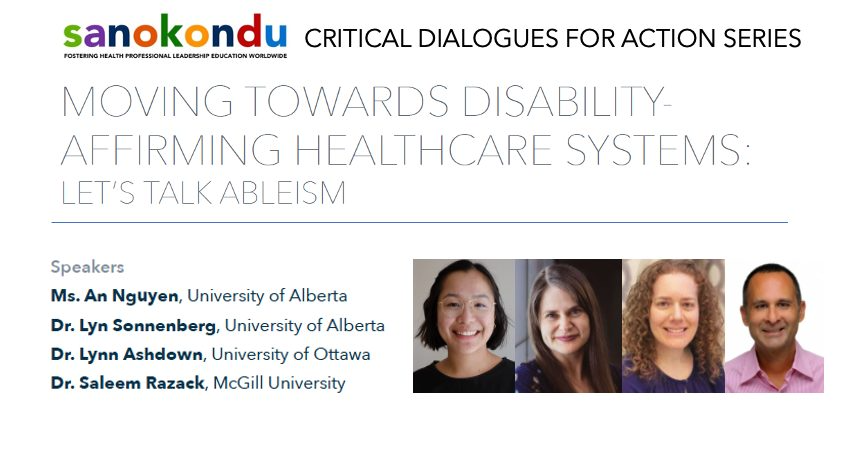 sanokondu CRITICAL DIALOGUES FOR ACTION SERIES
FOSTERING HEALTH PROFESSIONAL LEADERSHIP EDUCATION WORLDWIDE
MOVING TOWARDS DISABILITY-
AFFIRMING HEALTHCARE SYSTEMS:
LET'S TALK ABLEISM
Speakers
Ms. An Nguyen, University of Alberta
Dr. Lyn Sonnenberg, University of Alberta
Dr. Lynn Ashdown, University of Ottawa
Dr. Saleem Razack, McGill University